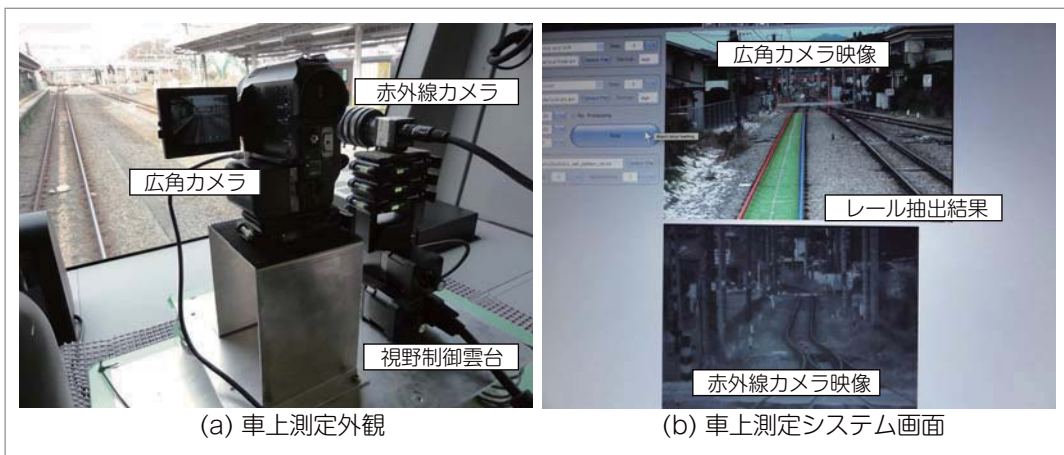 赤外線カメラ
広角カメラ
視野制御雲台
(a) 車上測定外観
広角カメラ映像
レール抽出結果
赤外線カメラ映像
(b) 車上測定システム画面